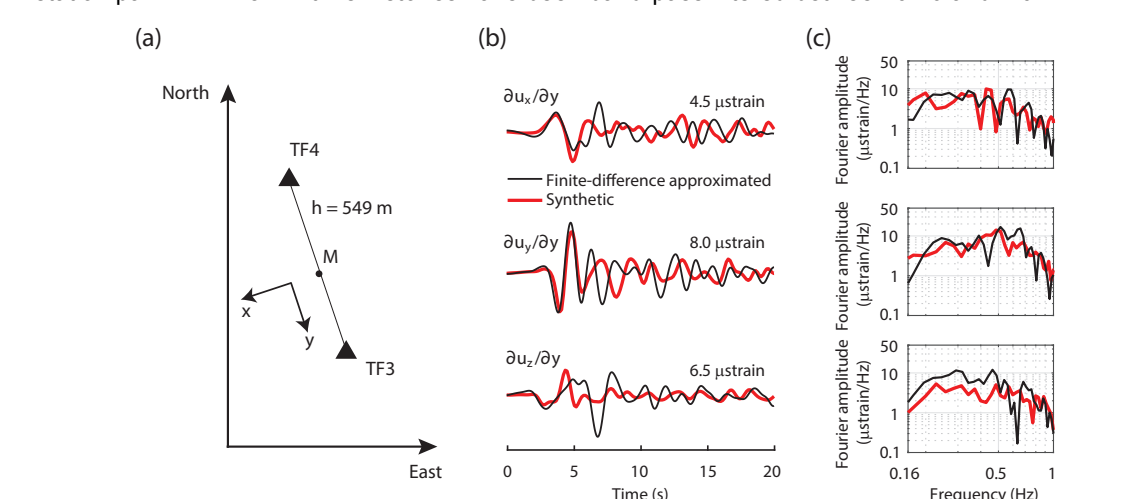 (a)
(b)
(c)
North
TF4
h = 549 m
M
x
y
TF3
East
∂uₓ/∂y
4.5 µstrain
Finite-difference approximated
Synthetic
∂u_y/∂y
8.0 µstrain
∂u_z/∂y
6.5 µstrain
0 5 10 15 20
Time (s)
Fourier amplitude
(µstrain/Hz)
50
10
1
0.1
Fourier amplitude
(µstrain/Hz)
50
10
1
0.1
Fourier amplitude
(µstrain/Hz)
50
10
1
0.1
0.16 0.5 1
Frequency (Hz)